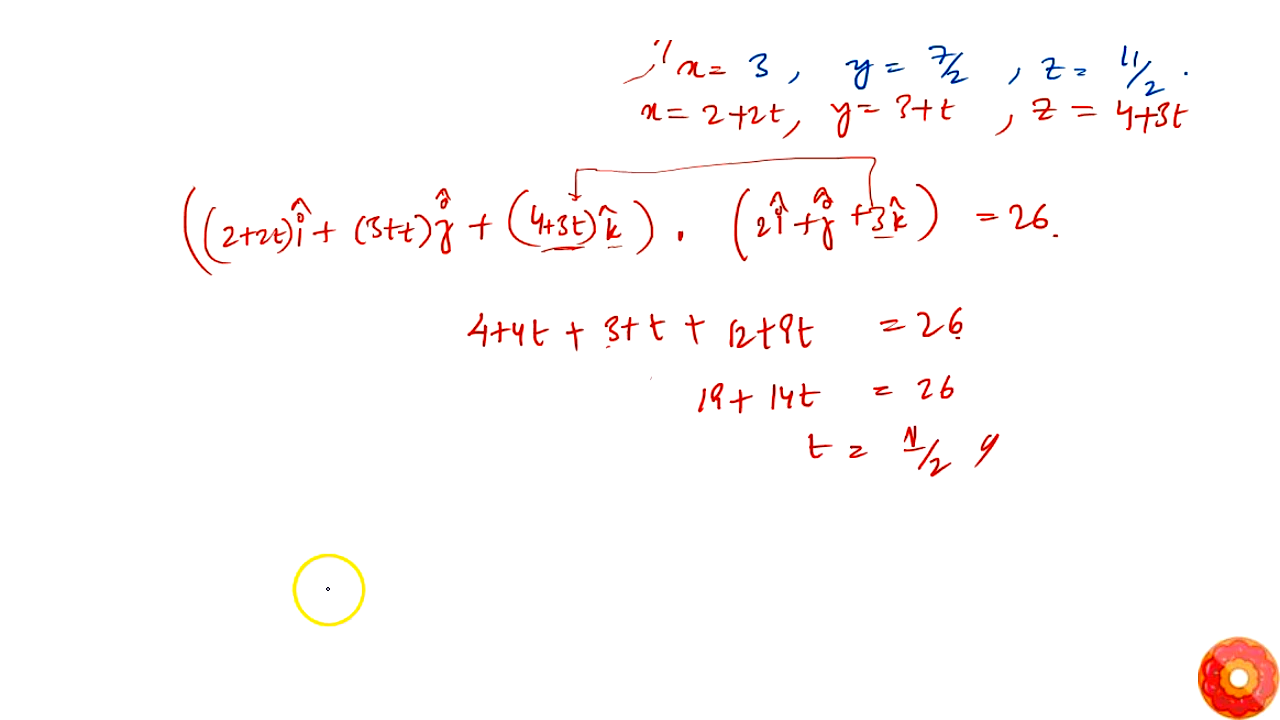 x = 3 , y = 7/2 , z = 11/2 .
x = 2+2t , y = 3+t , z = 4+3t
((2+2t)î + (3+t)ĵ + (4+3t)k̂) . (2î + ĵ + 3k̂) = 26.
4+4t + 3+t + 12+9t = 26
19 + 14t = 26
t = 1/2